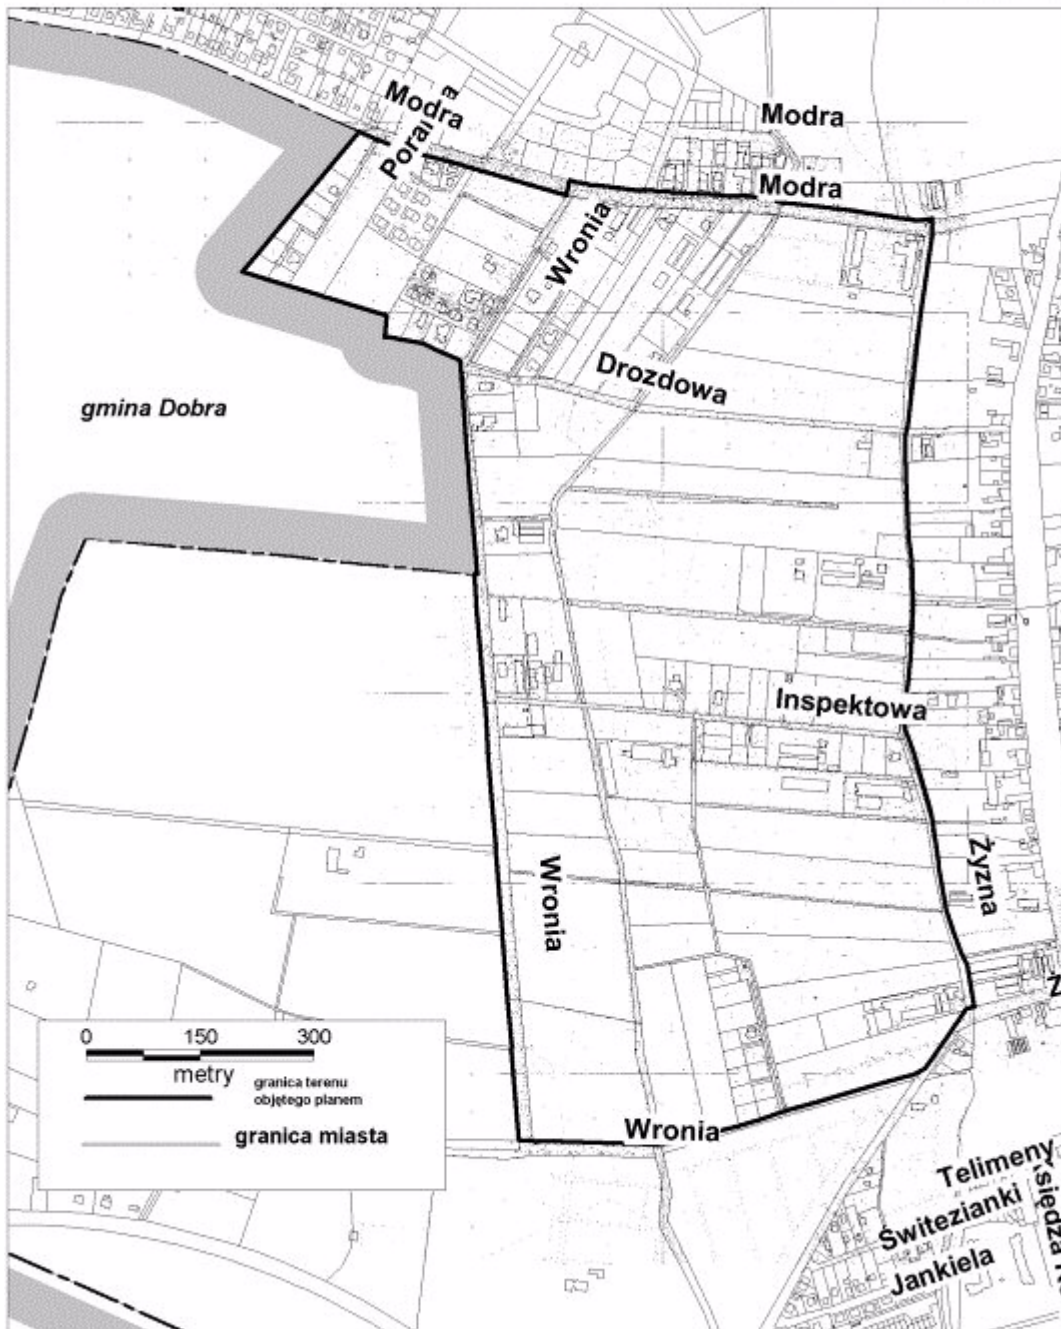 Modra
Modra
Modra
Wronia
Drozdowa
gmina Dobra
Inspektowa
Żyzna
Wronia
0 150 300
metry
granica terenu
objętego planem
granica miasta
Wronia
Telimeny
Świtezianki
Jankiela